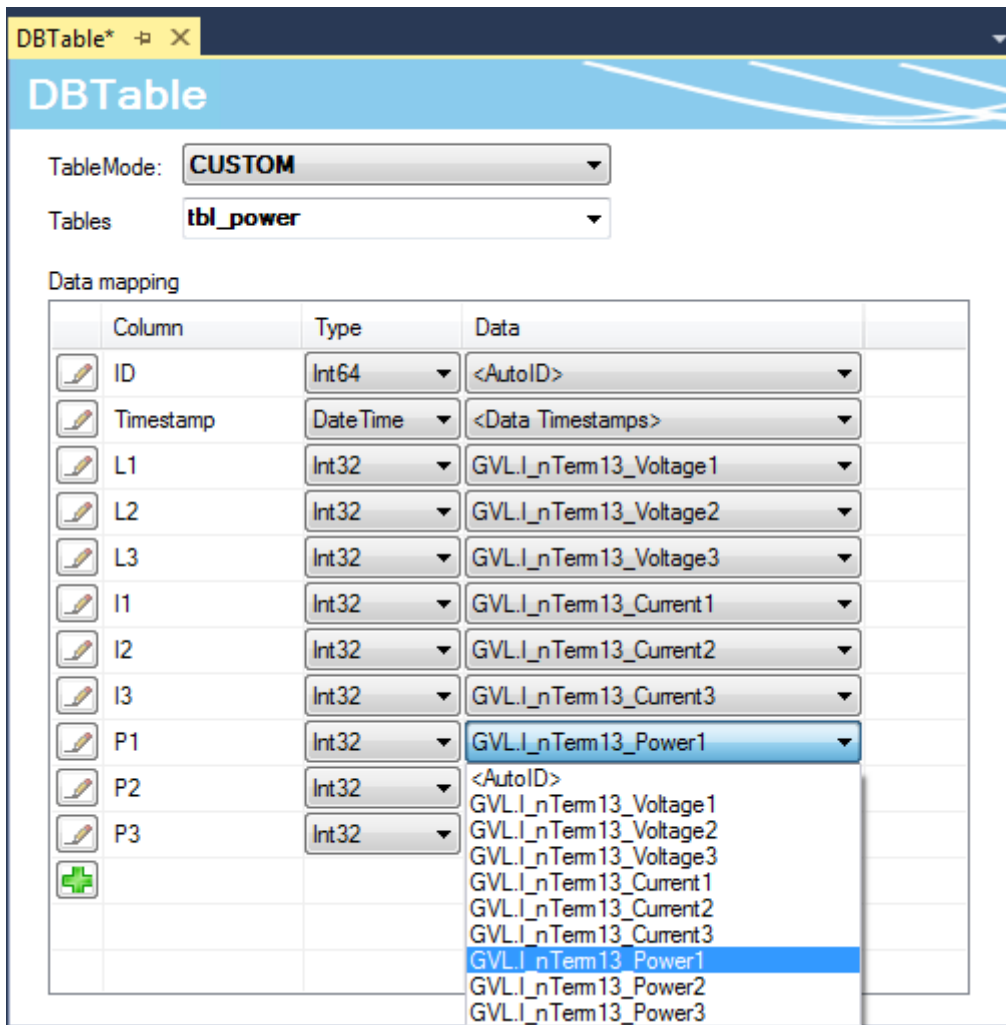 DBTable*
DBTable
TableMode: CUSTOM
Tables tbl_power
Data mapping
Column Type Data
ID Int64 <AutoID>
Timestamp DateTime <Data Timestamps>
L1 Int32 GVL.I_nTerm13_Voltage1
L2 Int32 GVL.I_nTerm13_Voltage2
L3 Int32 GVL.I_nTerm13_Voltage3
I1 Int32 GVL.I_nTerm13_Current1
I2 Int32 GVL.I_nTerm13_Current2
I3 Int32 GVL.I_nTerm13_Current3
P1 Int32 GVL.I_nTerm13_Power1
P2 Int32
P3 Int32
<AutoID>
GVL.I_nTerm13_Voltage1
GVL.I_nTerm13_Voltage2
GVL.I_nTerm13_Voltage3
GVL.I_nTerm13_Current1
GVL.I_nTerm13_Current2
GVL.I_nTerm13_Current3
GVL.I_nTerm13_Power1
GVL.I_nTerm13_Power2
GVL.I_nTerm13_Power3